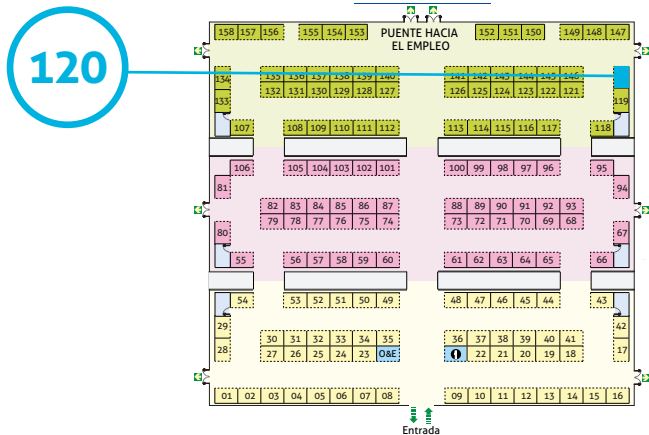 158 157 156 155 154 153 PUENTE HACIA 152 151 150 149 148 147
EL EMPLEO
120
134 135 136 137 138 139 140 141 142 143 144 145 146
133 132 131 130 129 128 127 126 125 124 123 122 121 119
107 108 109 110 111 112 113 114 115 116 117 118
106 105 104 103 102 101 100 99 98 97 96 95
81 94
82 83 84 85 86 87 88 89 90 91 92 93
79 78 77 76 75 74 73 72 71 70 69 68
80 67
55 56 57 58 59 60 61 62 63 64 65 66
54 53 52 51 50 49 48 47 46 45 44 43
29 42
30 31 32 33 34 35 36 37 38 39 40 41
28 27 26 25 24 23 O&E 22 21 20 19 18 17
01 02 03 04 05 06 07 08 09 10 11 12 13 14 15 16
Entrada